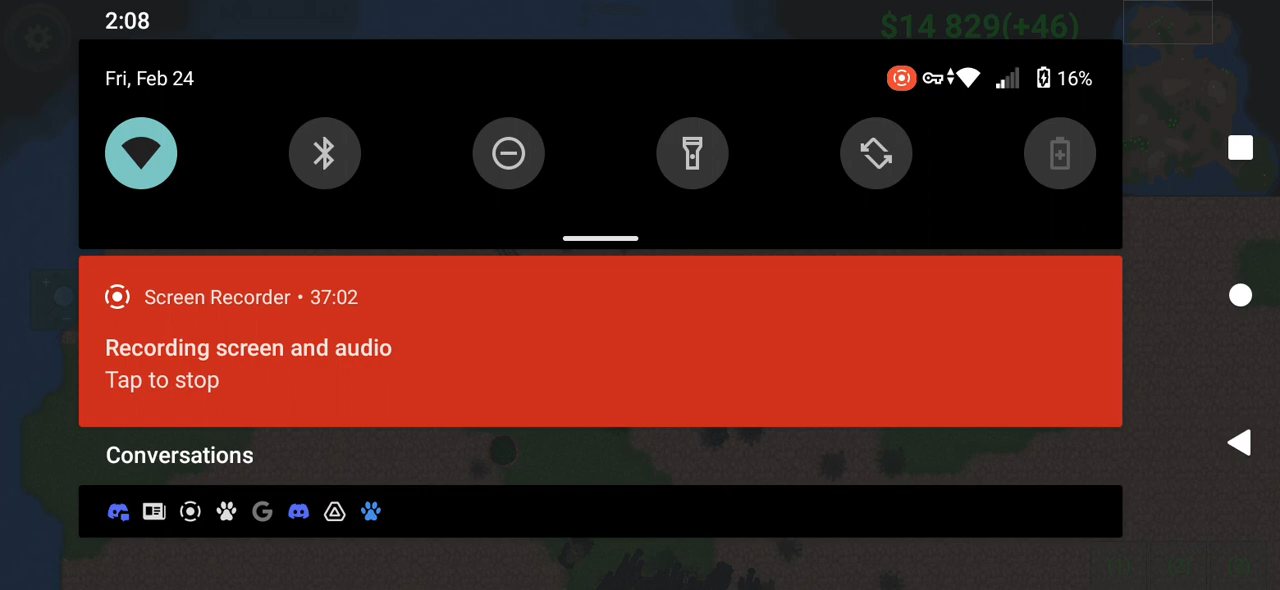 2:08
$14 829(+46)
Fri, Feb 24
16%
Screen Recorder • 37:02
Recording screen and audio
Tap to stop
Conversations